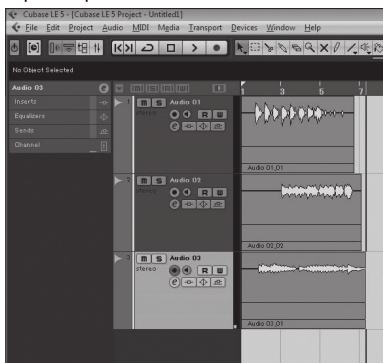 Cubase LE 5 - [Cubase LE 5 Project - Untitled1]
File Edit Project Audio MIDI Media Transport Devices
No Object Selected
Audio 03
Inserts
Equalizers
Sends
Channel
m S R W
1 3 5 7
1 m S Audio 01
stereo R W
e
Audio 01_01
2 m S Audio 02
stereo R W
e
Audio 02_02
3 m S Audio 03
stereo R W
e
Audio 03_01